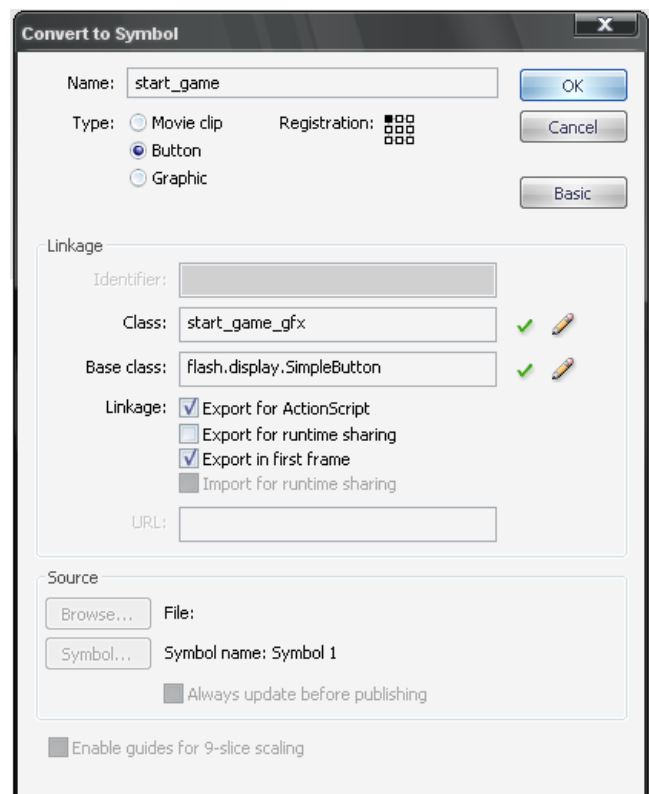 Convert to Symbol
Name: start_game
OK
Type: Movie clip Registration:
Cancel
Button
Graphic
Basic
Linkage
Identifier:
Class: start_game_gfx
Base class: flash.display.SimpleButton
Linkage: Export for ActionScript
Export for runtime sharing
Export in first frame
Import for runtime sharing
URL:
Source
Browse... File:
Symbol... Symbol name: Symbol 1
Always update before publishing
Enable guides for 9-slice scaling